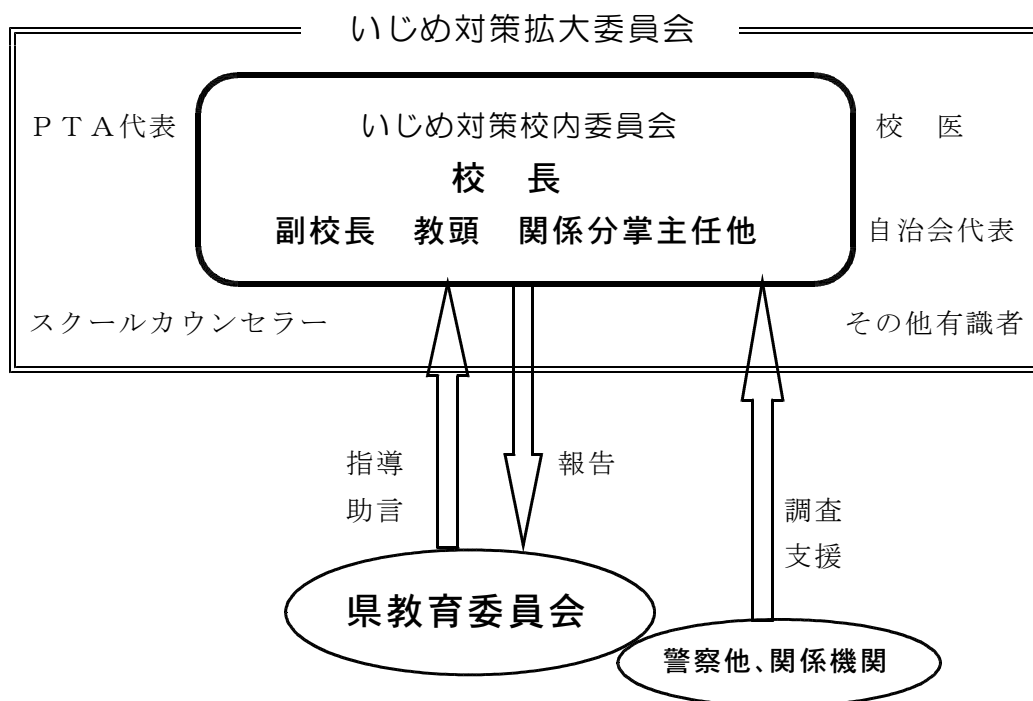 いじめ対策拡大委員会
ＰＴＡ代表
いじめ対策校内委員会
校　医
校　長
副校長　教頭　関係分掌主任他
自治会代表
スクールカウンセラー
その他有識者
指導
助言
報告
調査
支援
県教育委員会
警察他、関係機関